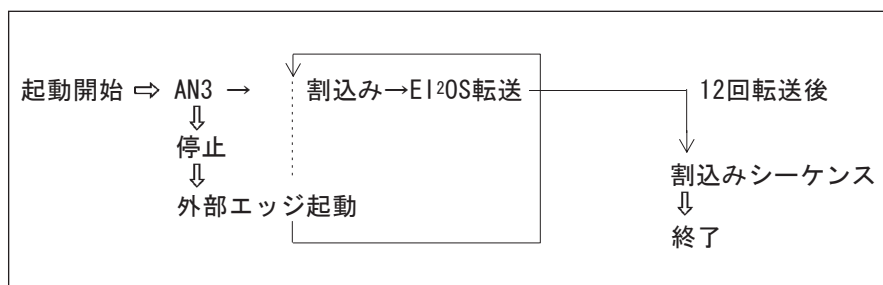 起動開始 ⇨ AN3 → 割込み→EI²OS転送 12回転送後
⇩
停止 割込みシーケンス
⇩ ⇩
外部エッジ起動 終了